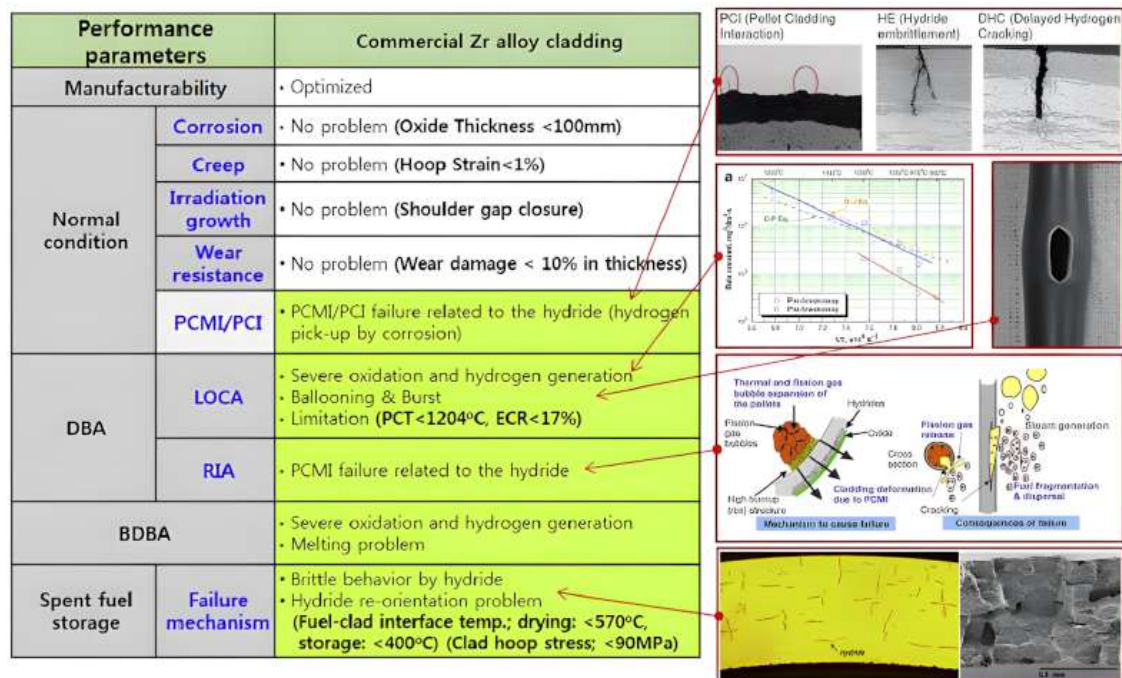 Performance
parameters
Commercial Zr alloy cladding
Manufacturability
• Optimized
Normal
condition
Corrosion
• No problem (Oxide Thickness <100mm)
Creep
• No problem (Hoop Strain<1%)
Irradiation
growth
• No problem (Shoulder gap closure)
Wear
resistance
• No problem (Wear damage < 10% in thickness)
PCMI/PCI
• PCMI/PCI failure related to the hydride (hydrogen
pick-up by corrosion)
DBA
LOCA
• Severe oxidation and hydrogen generation
• Ballooning & Burst
• Limitation (PCT<1204°C, ECR<17%)
RIA
• PCMI failure related to the hydride
BDBA
• Severe oxidation and hydrogen generation
• Melting problem
Spent fuel
storage
Failure
mechanism
• Brittle behavior by hydride
• Hydride re-orientation problem
(Fuel-clad interface temp.; drying: <570°C,
storage: <400°C) (Clad hoop stress; <90MPa)
PCI (Pellet Cladding
Interaction)
HE (Hydride
embrittlement)
DHC (Delayed Hydrogen
Cracking)
a
Thermal and fission gas
bubble expansion of
the pellets
Hydrides
Oxide
Fission
gas
bubbles
High burnup
(rim) structure
Cladding deformation
due to PCMI
Mechanism to cause failure
Fission gas
release
Cross
section
Cracking
generation
Fuel fragmentation
& dispersal
Consequences of failure
hydride